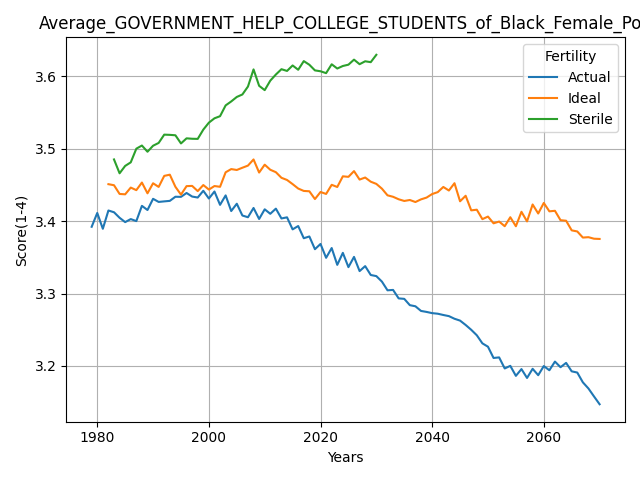 Average_GOVERNMENT_HELP_COLLEGE_STUDENTS_of_Black_Female_Po
Fertility
Actual
Ideal
Sterile
Score(1-4)
3.6
3.5
3.4
3.3
3.2
1980 2000 2020 2040 2060
Years